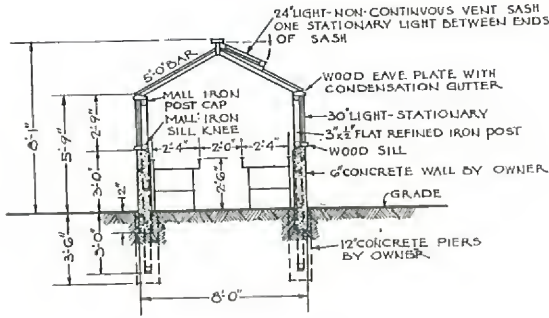 24" LIGHT-NON-CONTINUOUS VENT SASH
ONE STATIONARY LIGHT BETWEEN ENDS
OF SASH
5'-0" BAR
WOOD EAVE PLATE WITH
CONDENSATION GUTTER
MALL IRON
POST CAP
MALL-IRON
SILL KNEE
30" LIGHT-STATIONARY
3"x½" FLAT REFINED IRON POST
WOOD SILL
6" CONCRETE WALL BY OWNER
GRADE
12" CONCRETE PIERS
BY OWNER
8'-1"
5'-9"
2'-9"
3'-0"
2'-4"
2'-0"
2'-4"
2'-6"
2"
3'-6"
3'-0"
8'-0"